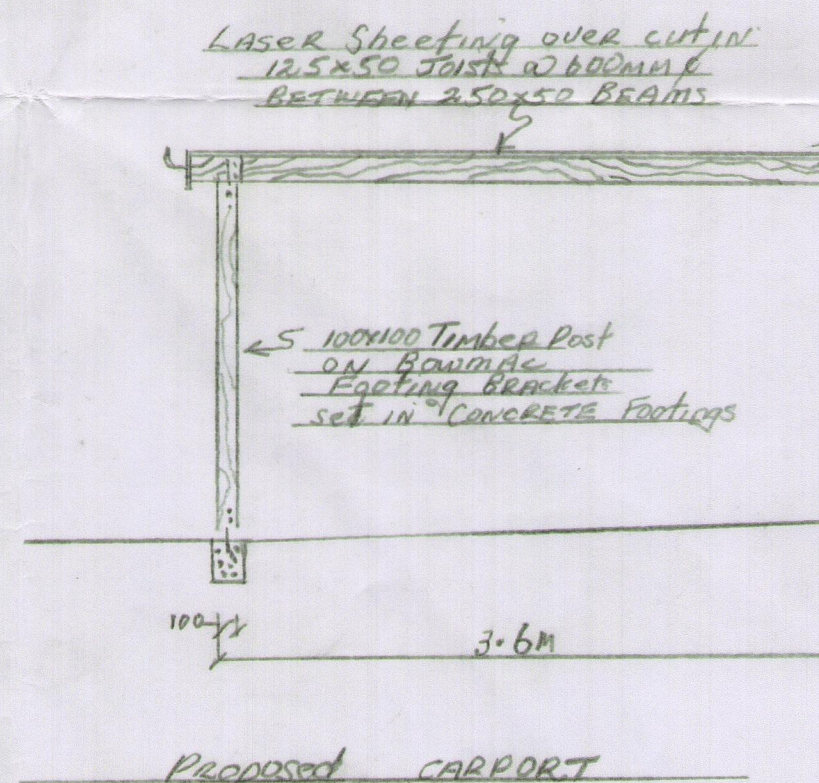 LASER Sheeting OVER CUT IN
125x50 JOISTS @ 600mm ¢
BETWEEN 250x50 BEAMS
100x100 Timber Post
ON BOWMAC
Footing Brackets
set IN CONCRETE Footings
100
3.6M
Proposed CARPORT